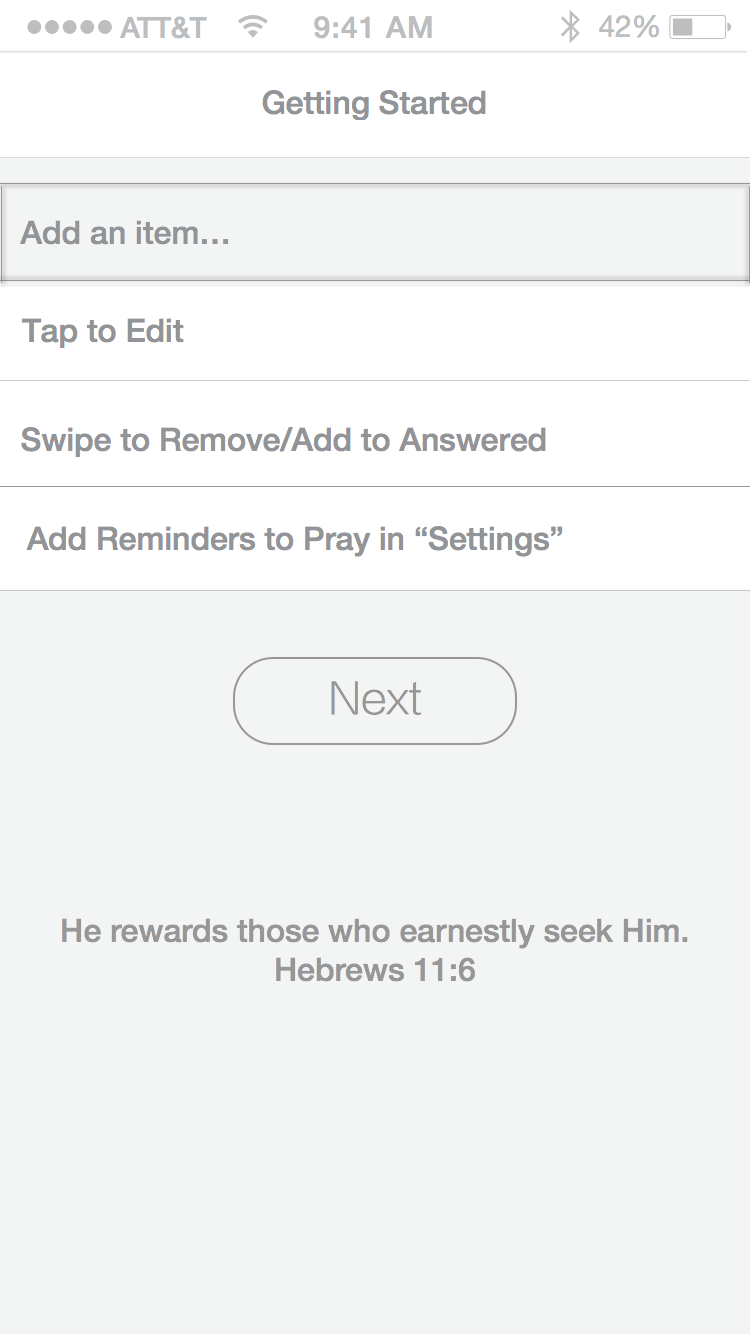 ATT&T 9:41 AM 42%
Getting Started
Add an item...
Tap to Edit
Swipe to Remove/Add to Answered
Add Reminders to Pray in “Settings”
Next
He rewards those who earnestly seek Him.
Hebrews 11:6